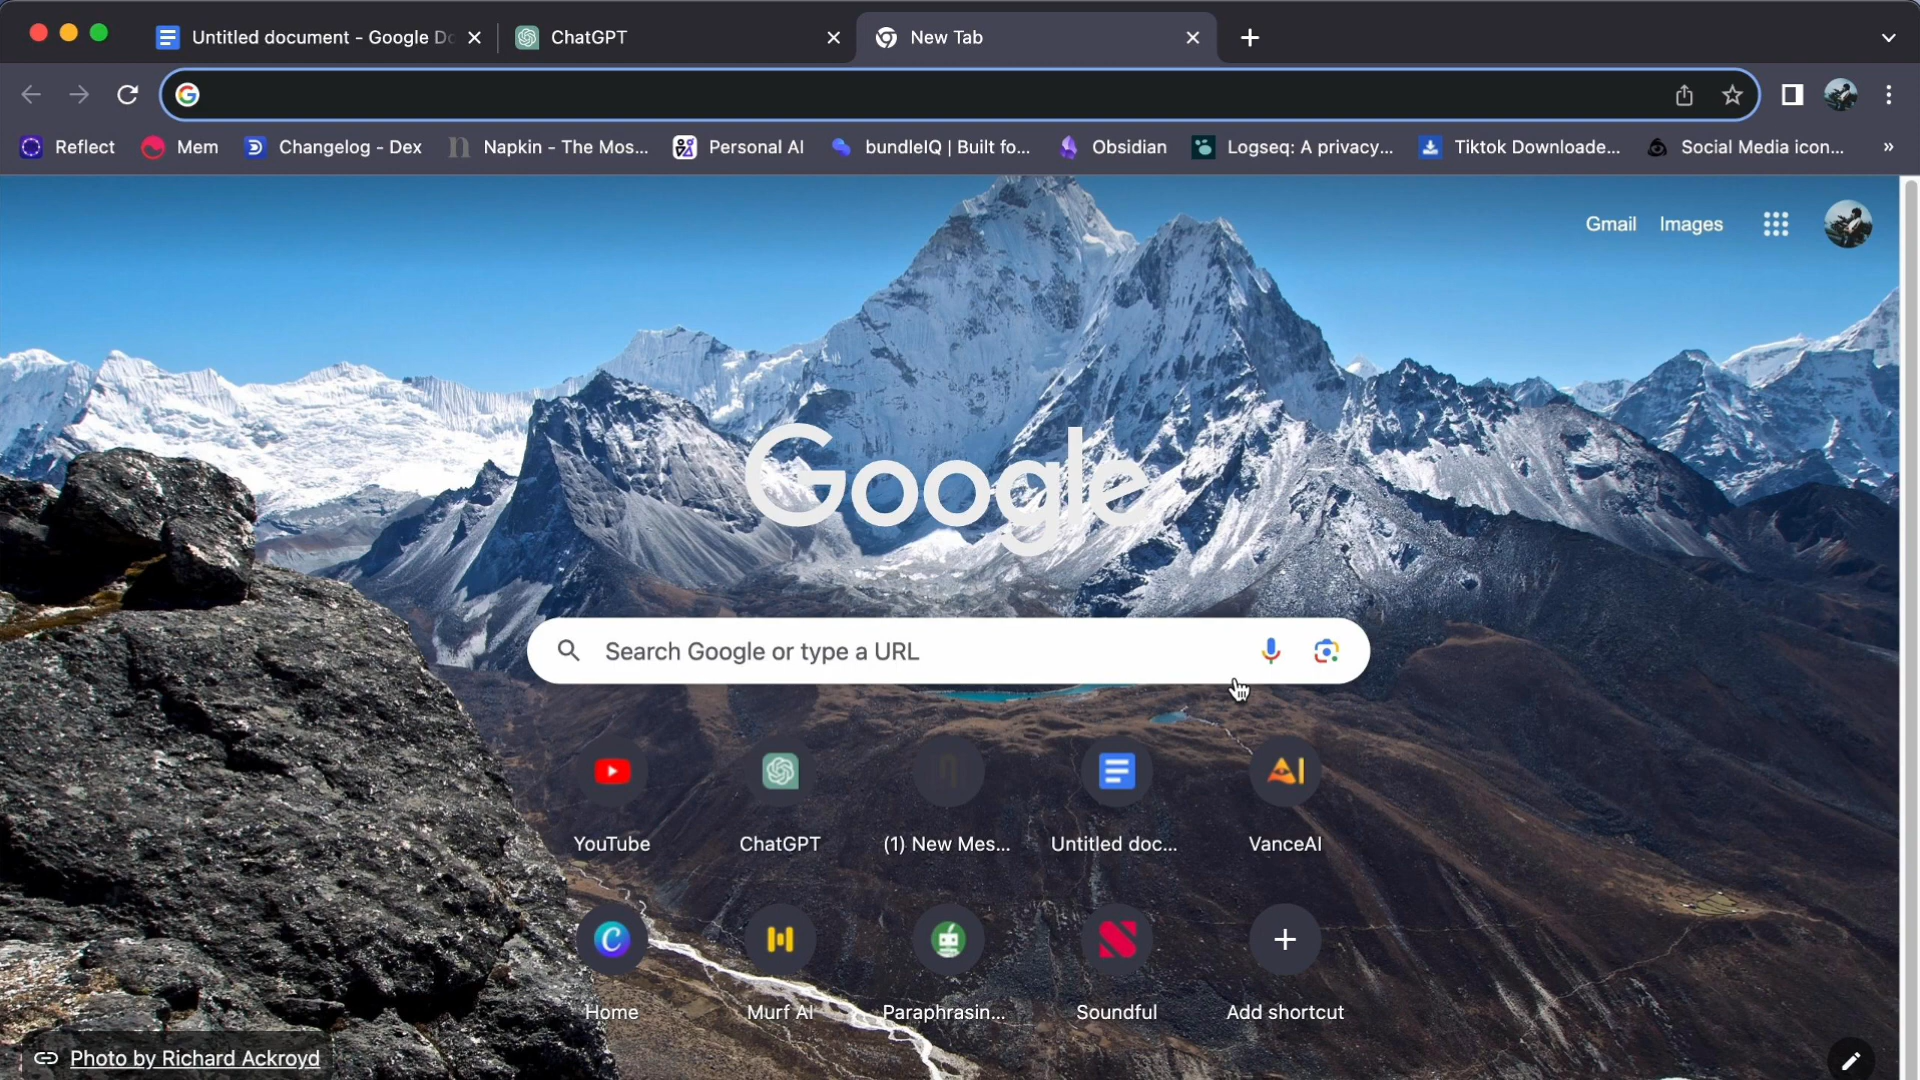 Untitled document - Google Do
ChatGPT
New Tab
Reflect
Mem
Changelog - Dex
Napkin - The Mos...
Personal AI
bundleIQ | Built fo...
Obsidian
Logseq: A privacy...
Tiktok Downloade...
Social Media icon...
Gmail
Images
Google
Search Google or type a URL
YouTube
ChatGPT
(1) New Mes...
Untitled doc...
VanceAI
Home
Murf AI
Paraphrasin...
Soundful
Add shortcut
Photo by Richard Ackroyd